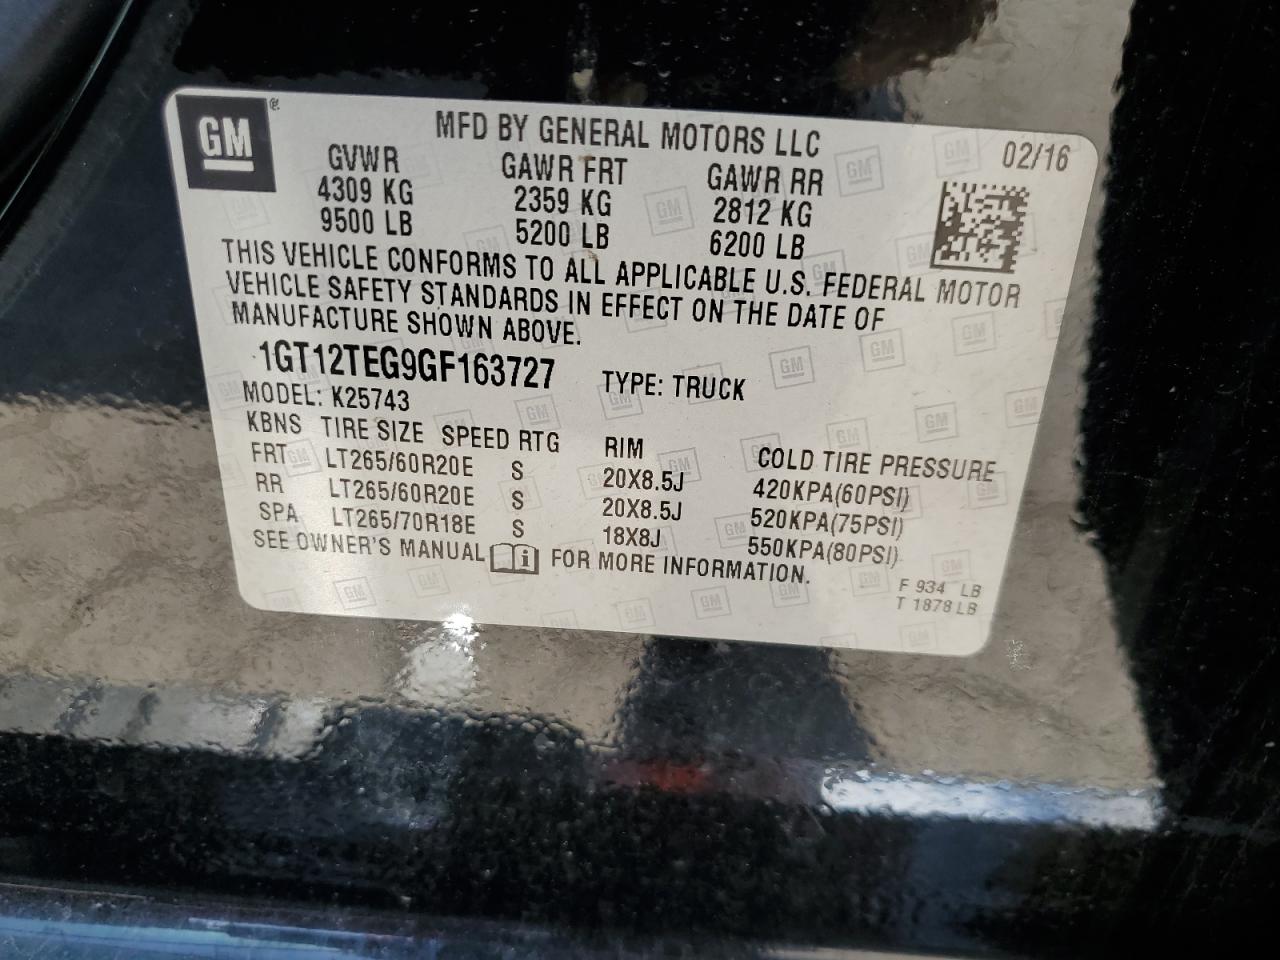 GM
MFD BY GENERAL MOTORS LLC
02/16
GVWR GAWR FRT GAWR RR
4309 KG 2359 KG 2812 KG
9500 LB 5200 LB 6200 LB
THIS VEHICLE CONFORMS TO ALL APPLICABLE U.S. FEDERAL MOTOR
VEHICLE SAFETY STANDARDS IN EFFECT ON THE DATE OF
MANUFACTURE SHOWN ABOVE.
1GT12TEG9GF163727 TYPE: TRUCK
MODEL: K25743
KBNS TIRE SIZE SPEED RTG RIM COLD TIRE PRESSURE
FRT LT265/60R20E S 20X8.5J 420KPA(60PSI)
RR LT265/60R20E S 20X8.5J 520KPA(75PSI)
SPA LT265/70R18E S 18X8J 550KPA(80PSI)
SEE OWNER'S MANUAL i FOR MORE INFORMATION.
F 934 LB
T 1878 LB